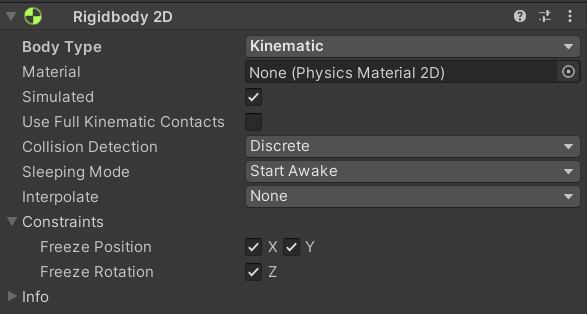 Rigidbody 2D
Body Type Kinematic
Material None (Physics Material 2D)
Simulated
Use Full Kinematic Contacts
Collision Detection Discrete
Sleeping Mode Start Awake
Interpolate None
Constraints
Freeze Position X Y
Freeze Rotation Z
Info